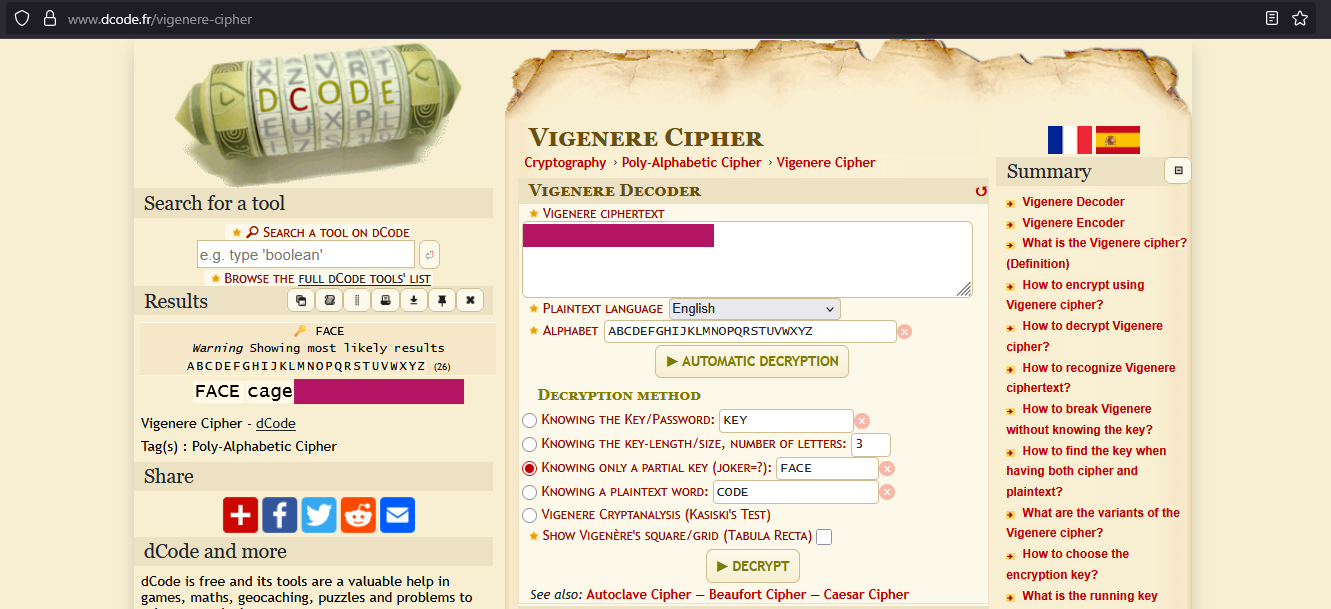 www.dcode.fr/vigenere-cipher
XZVRT
DCODE
EUXPL
Search for a tool
Search a tool on dCode
e.g. type 'boolean'
Browse the full dCode tools' list
Results
FACE
Warning Showing most likely results
ABCDEFGHIJKLMNOPQRSTUVWXYZ (26)
FACE cage
Vigenere Cipher - dCode
Tag(s) : Poly-Alphabetic Cipher
Share
dCode and more
dCode is free and its tools are a valuable help in
games, maths, geocaching, puzzles and problems to
Vigenere Cipher
Cryptography › Poly-Alphabetic Cipher › Vigenere Cipher
Vigenere Decoder
Vigenere ciphertext
Plaintext language English
Alphabet ABCDEFGHIJKLMNOPQRSTUVWXYZ
▶ AUTOMATIC DECRYPTION
Decryption method
Knowing the Key/Password: KEY
Knowing the key-length/size, number of letters: 3
Knowing only a partial key (joker=?): FACE
Knowing a plaintext word: CODE
Vigenere Cryptanalysis (Kasiski's Test)
Show Vigenère's square/grid (Tabula Recta)
▶ DECRYPT
See also: Autoclave Cipher — Beaufort Cipher — Caesar Cipher
Summary
Vigenere Decoder
Vigenere Encoder
What is the Vigenere cipher?
(Definition)
How to encrypt using
Vigenere cipher?
How to decrypt Vigenere
cipher?
How to recognize Vigenere
ciphertext?
How to break Vigenere
without knowing the key?
How to find the key when
having both cipher and
plaintext?
What are the variants of the
Vigenere cipher?
How to choose the
encryption key?
What is the running key